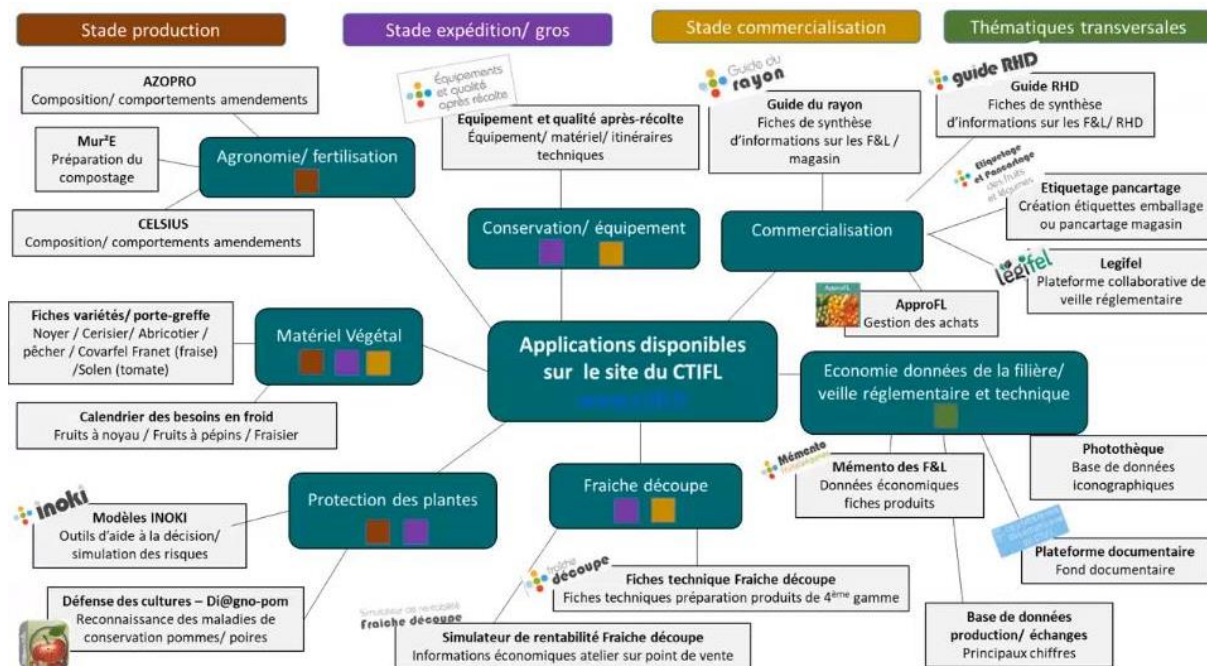 Stade production
Stade expédition/ gros
Stade commercialisation
Thématiques transversales
AZOPRO
Composition/ comportements amendements
Mur²E
Préparation du
compostage
CELSIUS
Composition/ comportements amendements
Agronomie/ fertilisation
Équipements
et qualité
après récolte
Equipement et qualité après-récolte
Équipement/ matériel/ itinéraires
techniques
Conservation/ équipement
Guide du
rayon
Guide du rayon
Fiches de synthèse
d'informations sur les F&L /
magasin
guide RHD
Guide RHD
Fiches de synthèse
d'informations sur les F&L/ RHD
Commercialisation
Etiquetage
et Pancartage
des fruits
et légumes
Etiquetage pancartage
Création étiquettes emballage
ou pancartage magasin
légifel
Legifel
Plateforme collaborative de
veille réglementaire
ApproFL
ApproFL
Gestion des achats
Fiches variétés/ porte-greffe
Noyer / Cerisier/ Abricotier /
pêcher / Covarfel Franet (fraise)
/Solen (tomate)
Matériel Végétal
Calendrier des besoins en froid
Fruits à noyau / Fruits à pépins / Fraisier
Applications disponibles
sur le site du CTIFL
Economie données de la filière/
veille réglementaire et technique
Mémento
Mémento des F&L
Données économiques
fiches produits
Photothèque
Base de données
iconographiques
Plateforme documentaire
Fond documentaire
Base de données
production/ échanges
Principaux chiffres
Protection des plantes
inoki
Modèles INOKI
Outils d'aide à la décision/
simulation des risques
Défense des cultures – Di@gno-pom
Reconnaissance des maladies de
conservation pommes/ poires
Fraiche découpe
fraîche
découpe
Fiches technique Fraiche découpe
Fiches techniques préparation produits de 4ème gamme
Simulateur de rentabilité
Fraiche découpe
Simulateur de rentabilité Fraiche découpe
Informations économiques atelier sur point de vente